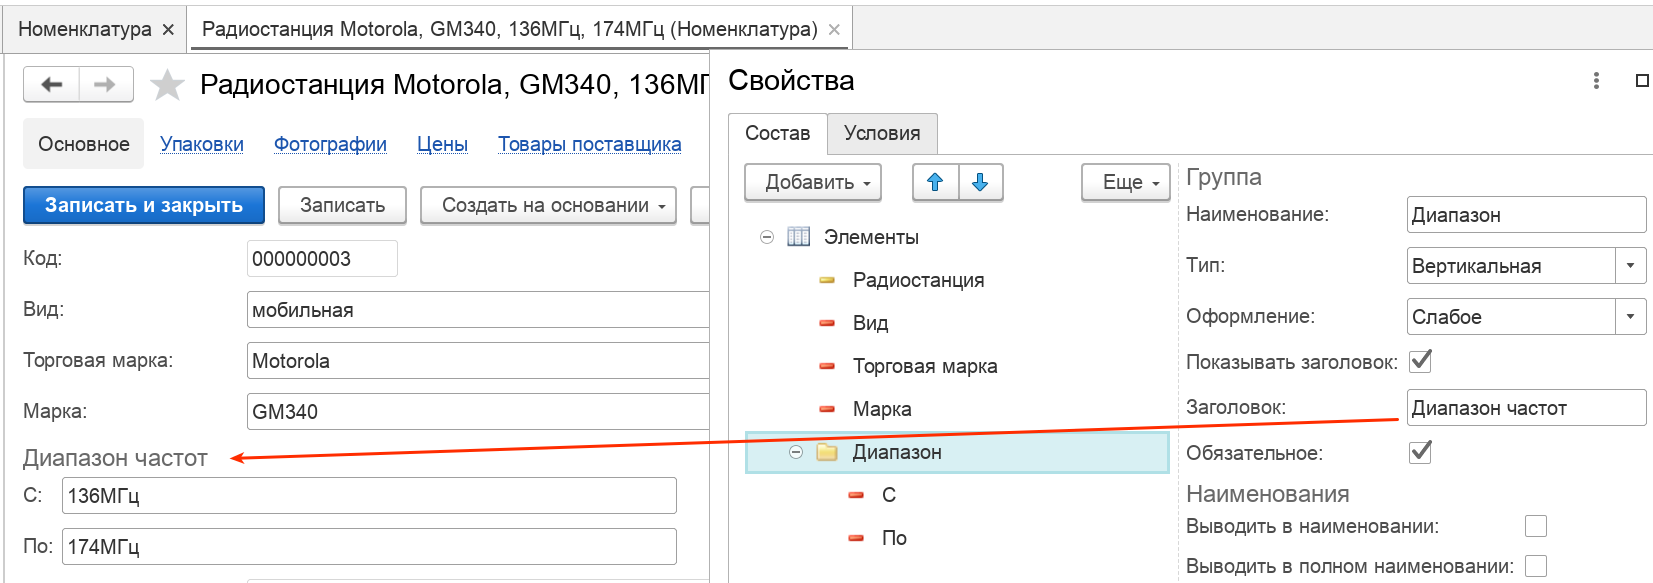 Номенклатура
Радиостанция Motorola, GM340, 136МГц, 174МГц (Номенклатура)
Радиостанция Motorola, GM340, 136МГ
Основное Упаковки Фотографии Цены Товары поставщика
Записать и закрыть Записать Создать на основании
Код: 000000003
Вид: мобильная
Торговая марка: Motorola
Марка: GM340
Диапазон частот
С: 136МГц
По: 174МГц
Свойства
Состав Условия
Добавить Еще
Элементы
Радиостанция
Вид
Торговая марка
Марка
Диапазон
С
По
Группа
Наименование: Диапазон
Тип: Вертикальная
Оформление: Слабое
Показывать заголовок:
Заголовок: Диапазон частот
Обязательное:
Наименования
Выводить в наименовании:
Выводить в полном наименовании: